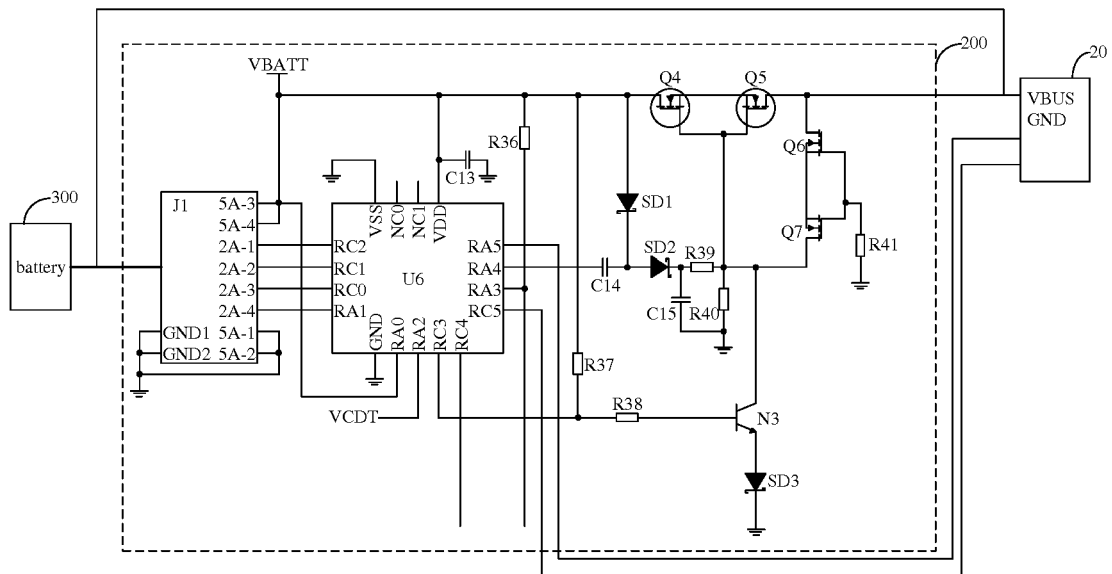 200
20
VBATT
Q4
Q5
VBUS
GND
R36
Q6
C13
300
J1
5A-3
5A-4
2A-1
2A-2
2A-3
2A-4
GND1
5A-1
GND2
5A-2
battery
VSS
NC0
NC1
VDD
RC2
RC1
RC0
RA1
U6
RA5
RA4
RA3
RC5
GND
RA0
RA2
RC3
RC4
SD1
SD2
R39
Q7
R41
C14
C15
R40
R37
VCDT
R38
N3
SD3